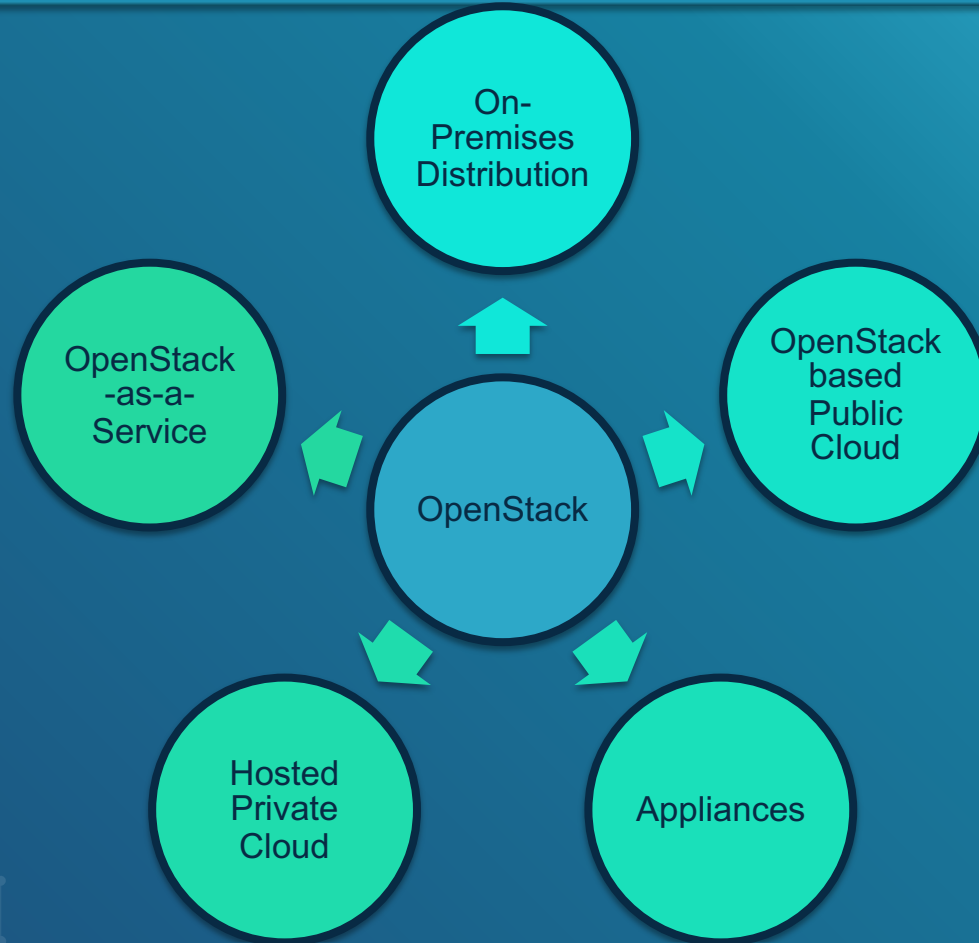 On-
Premises
Distribution
OpenStack
-as-a-
Service
OpenStack
based
Public
Cloud
OpenStack
Hosted
Private
Cloud
Appliances